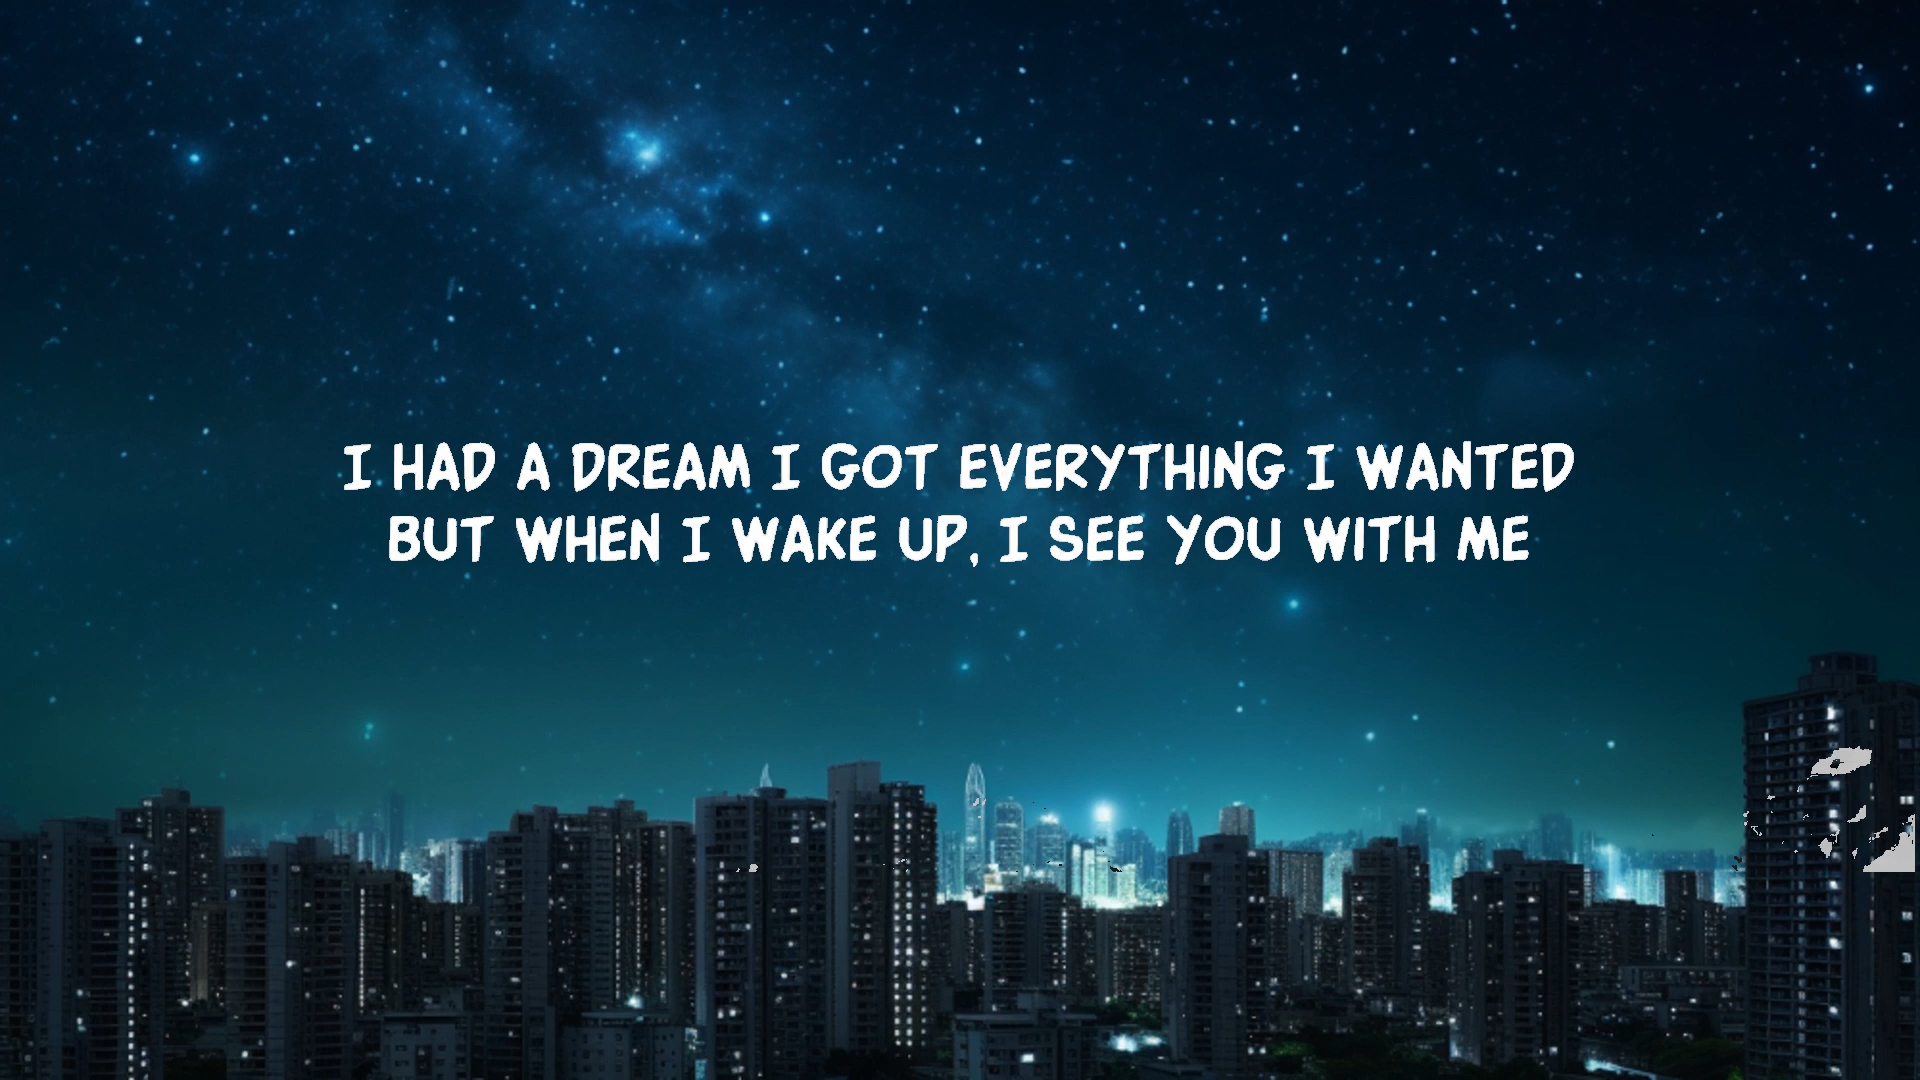 I HAD A DREAM I GOT EVERYTHING I WANTED
BUT WHEN I WAKE UP, I SEE YOU WITH ME